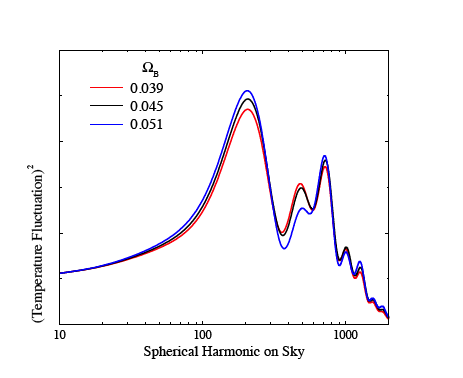 Ω_B
0.039
0.045
0.051
(Temperature Fluctuation)²
10 100 1000
Spherical Harmonic on Sky